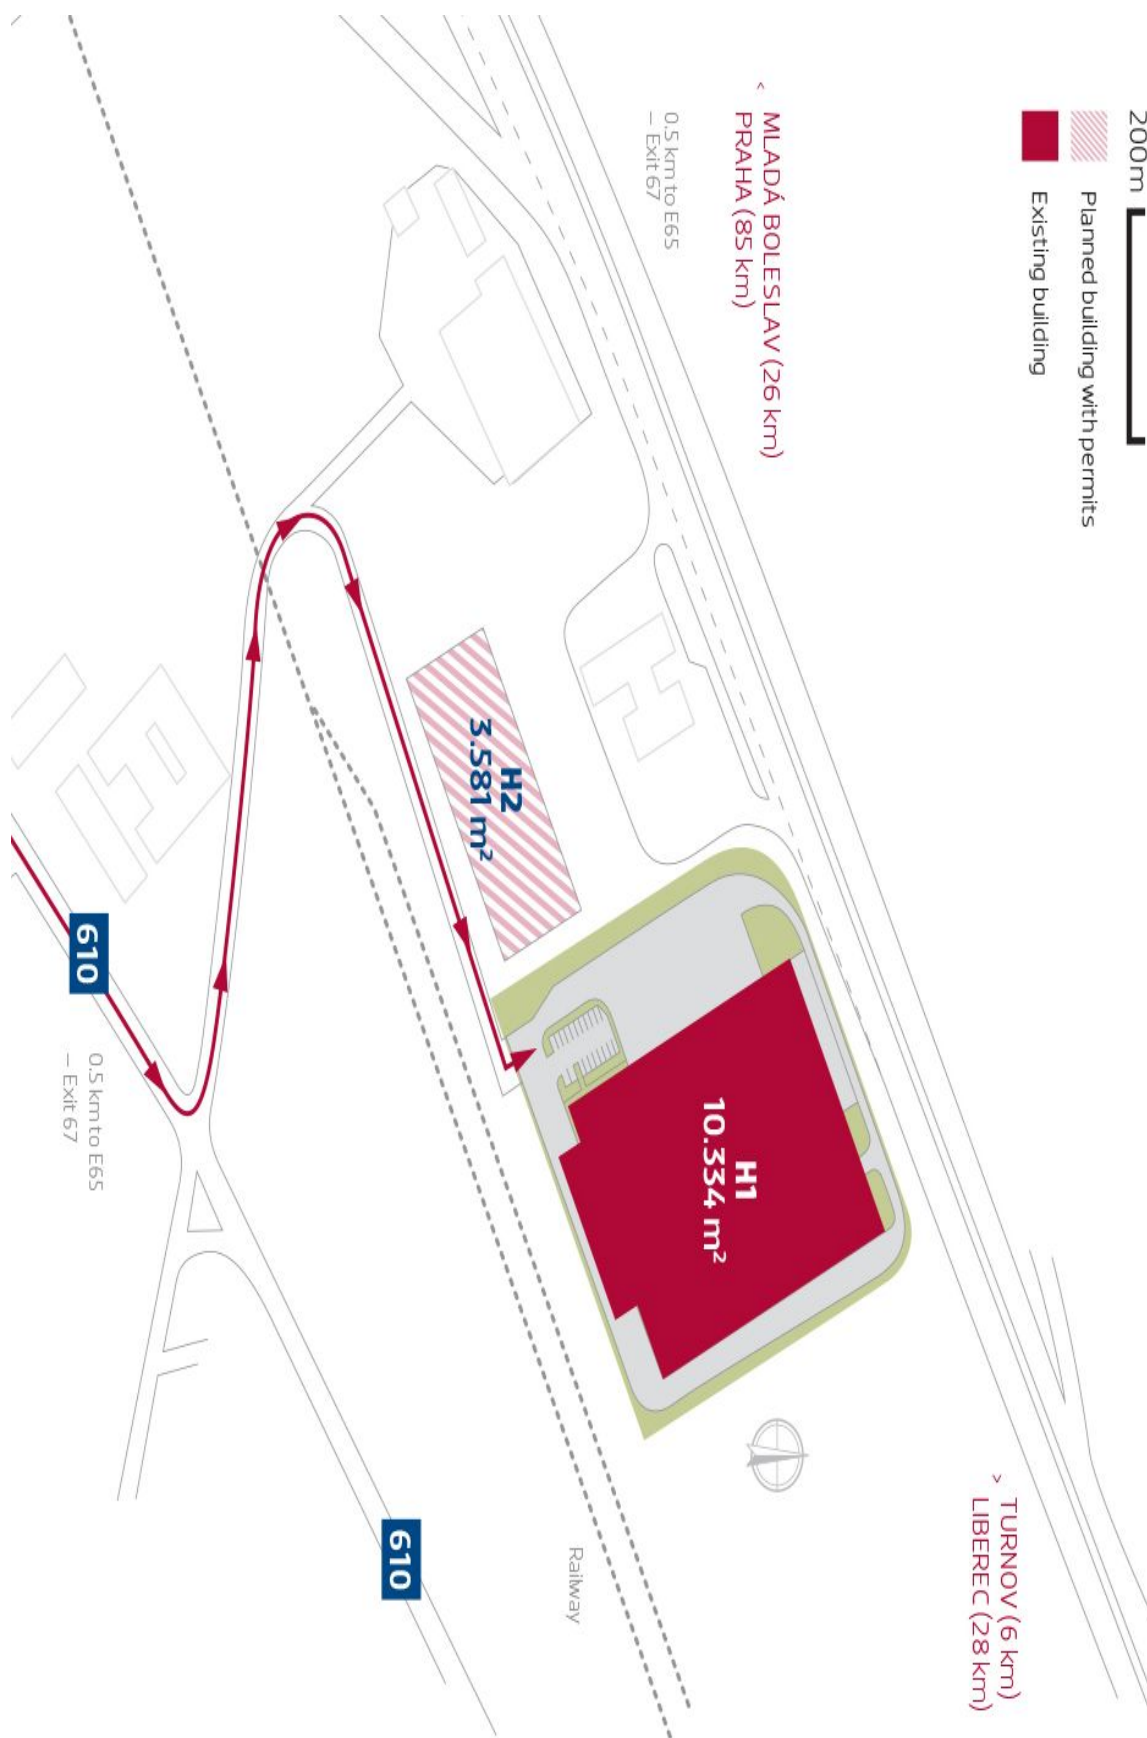 200m
Planned building with permits
Existing building
< MLADÁ BOLESLAV (26 km)
PRAHA (85 km)
0.5 km to E65
– Exit 67
> TURNOV (6 km)
LIBEREC (28 km)
H1
10.334 m²
H2
3.581 m²
Railway
610
610
0.5 km to E65
– Exit 67